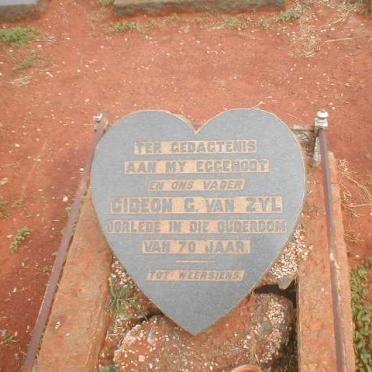 TER GEDAGTENIS
AAN MY EGGENOOT
EN ONS VADER
GIDEON G. VAN ZYL
OORLEDE IN DIE OUDERDOM
VAN 70 JAAR.
TOT WEERSIENS.